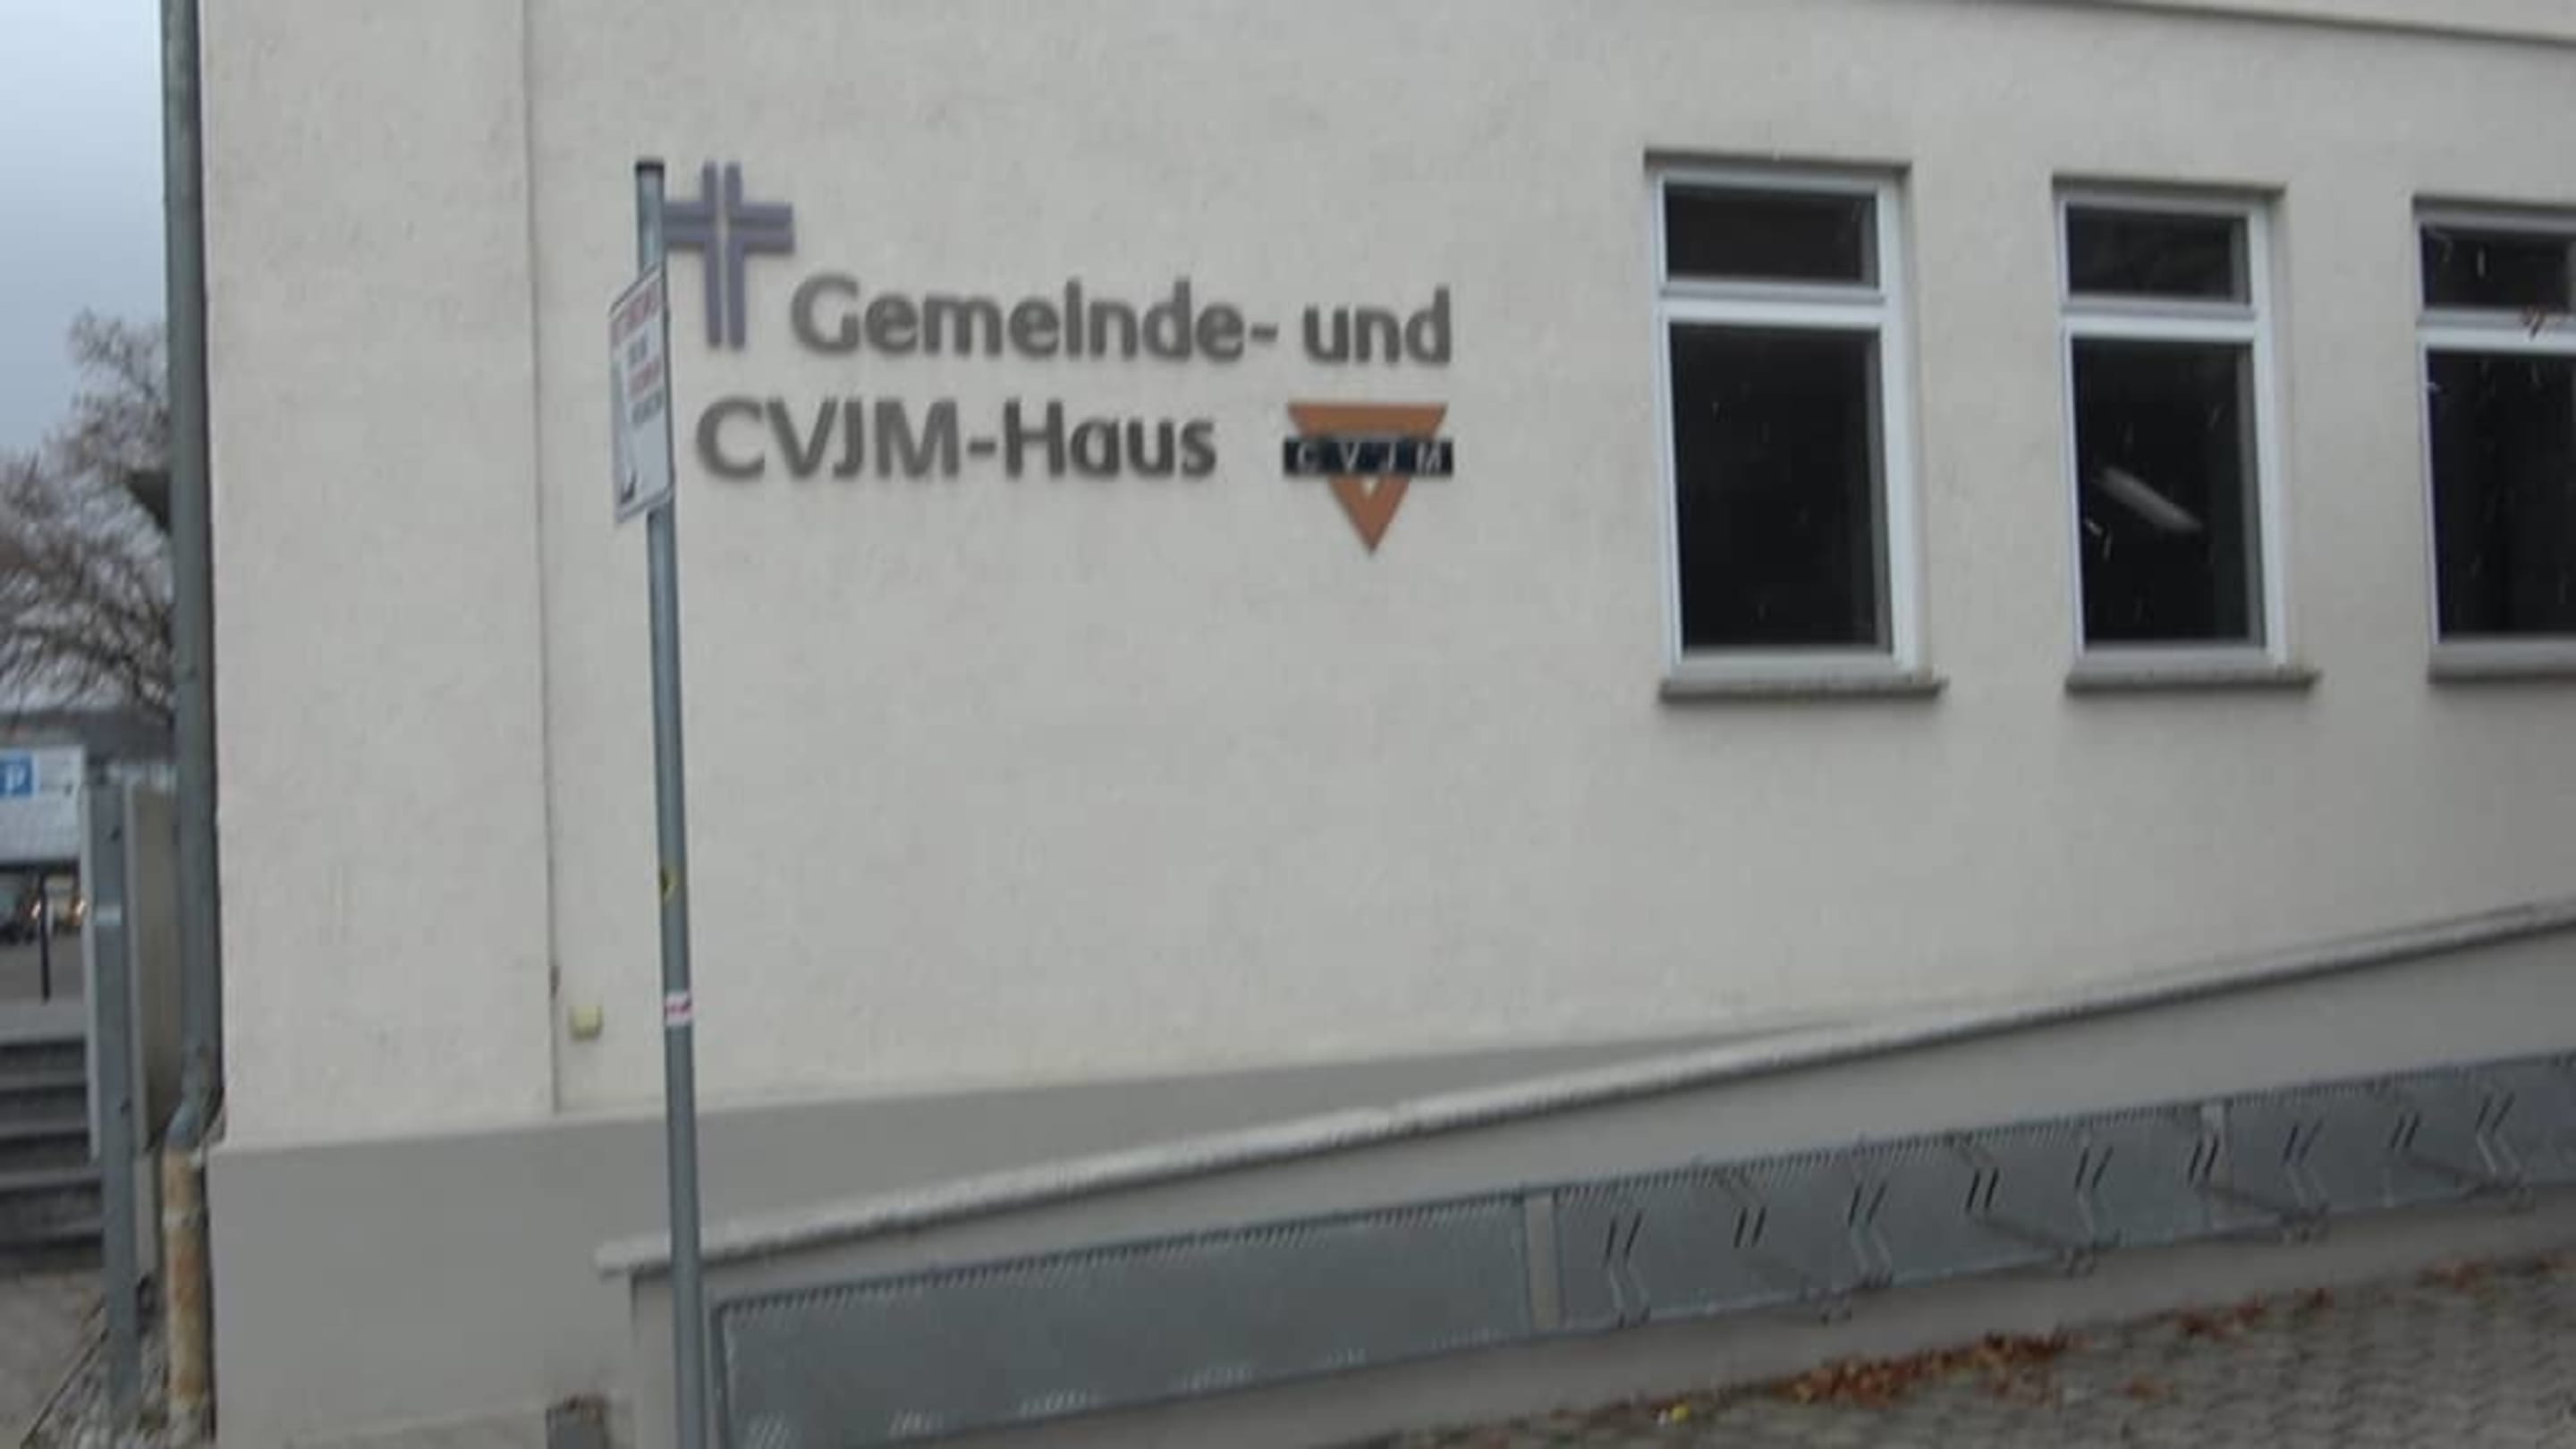 Gemeinde- und
CVJM-Haus
CVJM
P